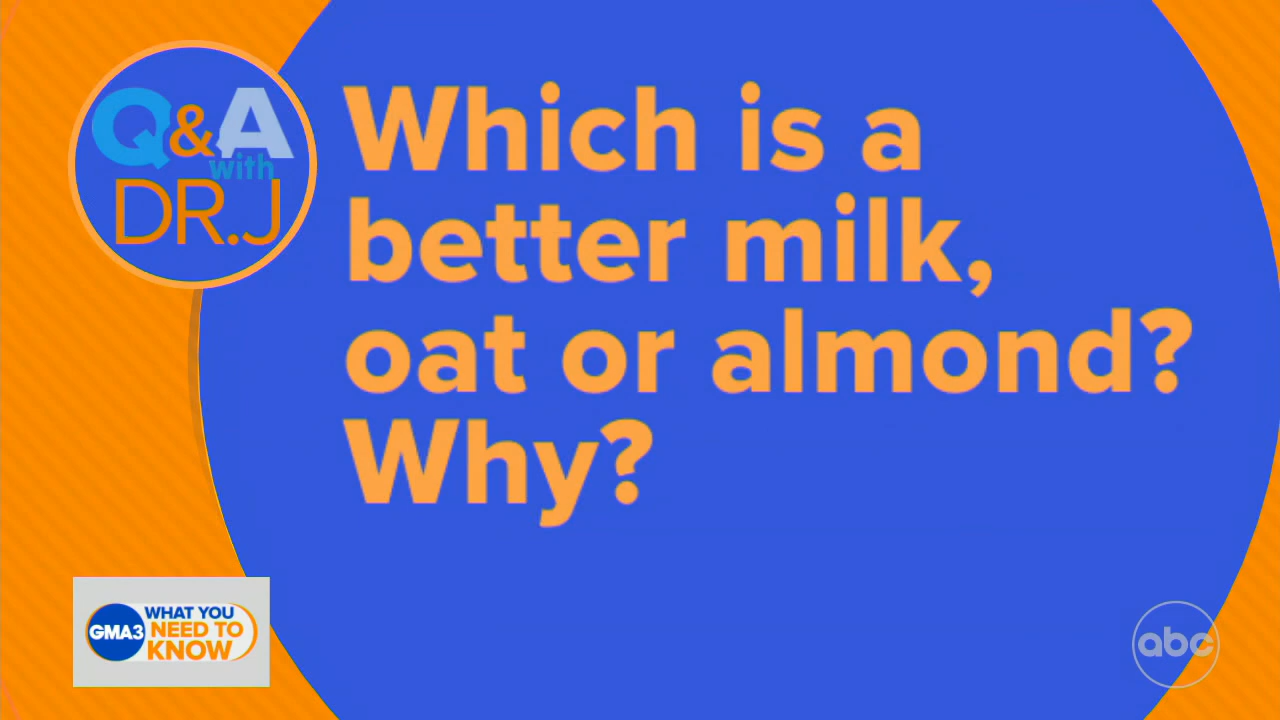 Q&A
with
DR.J
Which is a
better milk,
oat or almond?
Why?
GMA3
WHAT YOU
NEED TO
KNOW
abc